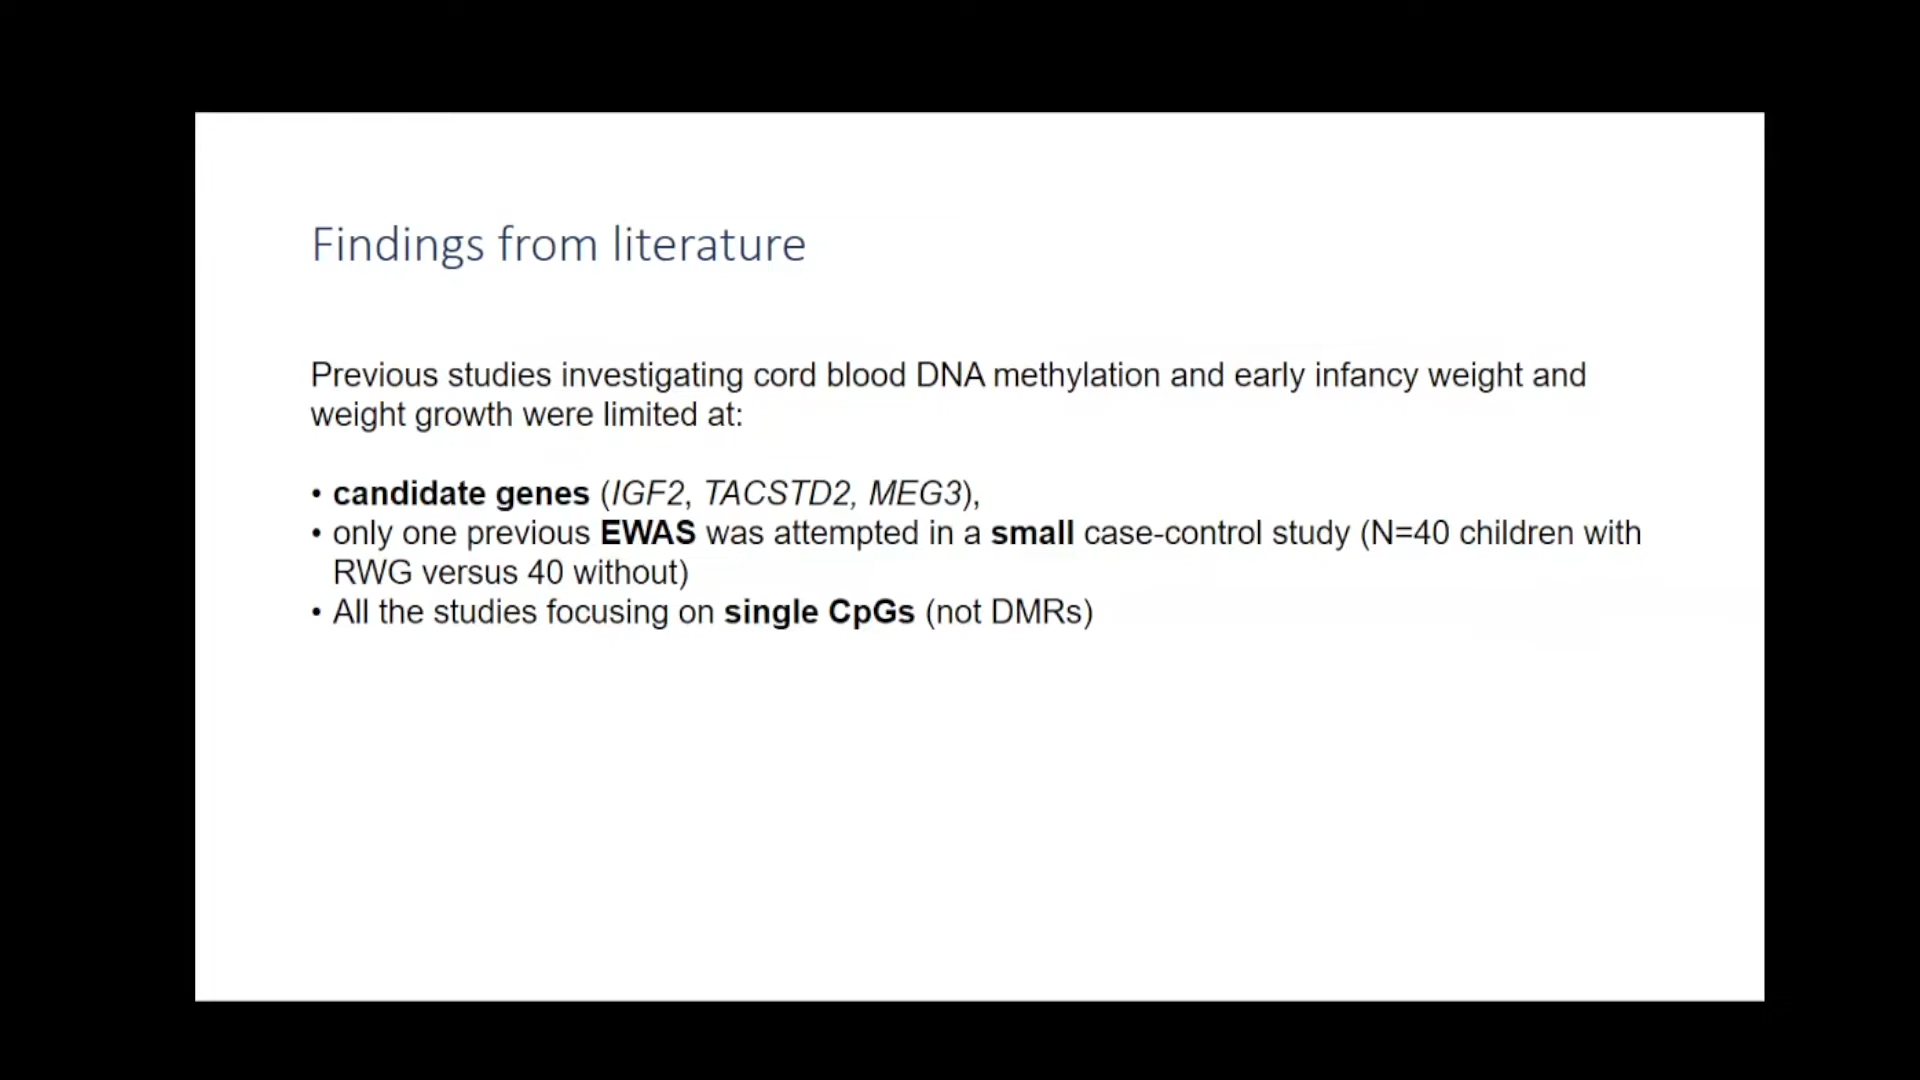 Findings from literature
Previous studies investigating cord blood DNA methylation and early infancy weight and
weight growth were limited at:
• candidate genes (IGF2, TACSTD2, MEG3),
• only one previous EWAS was attempted in a small case-control study (N=40 children with
RWG versus 40 without)
• All the studies focusing on single CpGs (not DMRs)